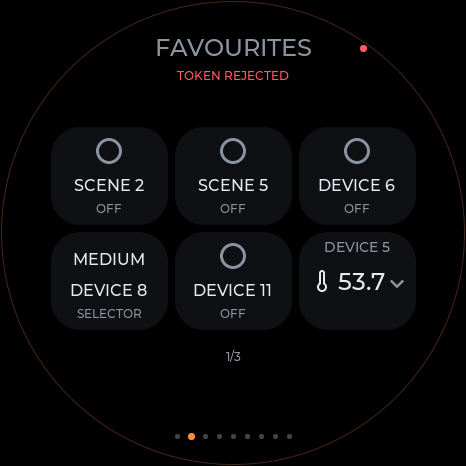 FAVOURITES
TOKEN REJECTED
SCENE 2
OFF
SCENE 5
OFF
DEVICE 6
OFF
MEDIUM
DEVICE 8
SELECTOR
DEVICE 11
OFF
DEVICE 5
53.7
1/3